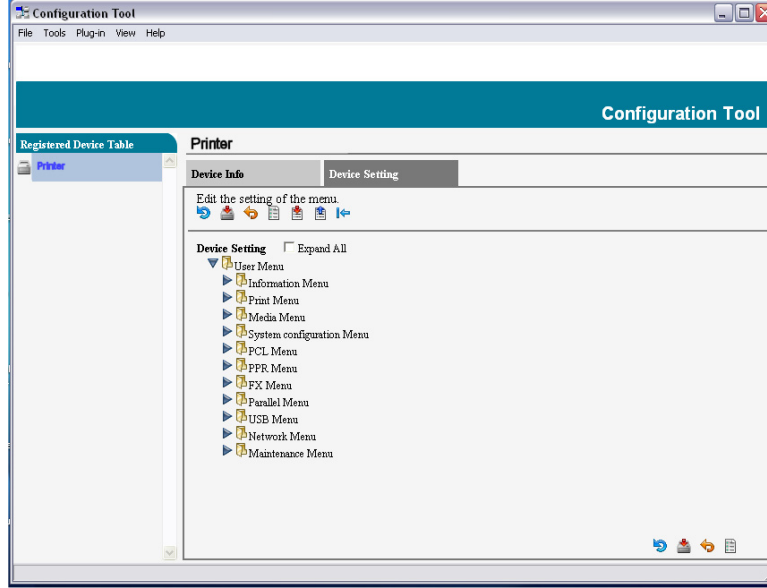 Configuration Tool
File Tools Plug-in View Help
Configuration Tool
Registered Device Table
Printer
Printer
Device Info
Device Setting
Edit the setting of the menu.
Device Setting Expand All
User Menu
Information Menu
Print Menu
Media Menu
System configuration Menu
PCL Menu
PPR Menu
FX Menu
Parallel Menu
USB Menu
Network Menu
Maintenance Menu